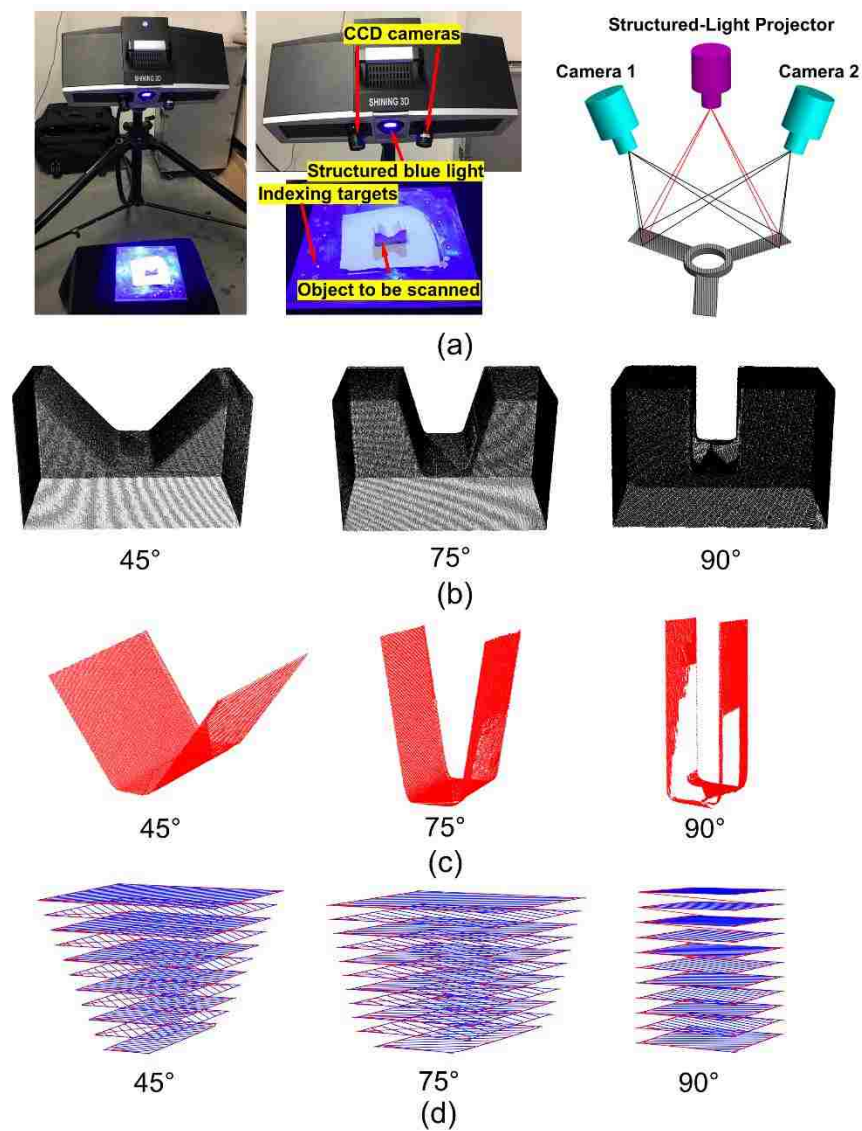 CCD cameras
SHINING 3D
SHINING 3D
Structured blue light
Indexing targets
Object to be scanned
Structured-Light Projector
Camera 1
Camera 2
(a)
45°
75°
90°
(b)
45°
75°
90°
(c)
45°
75°
90°
(d)